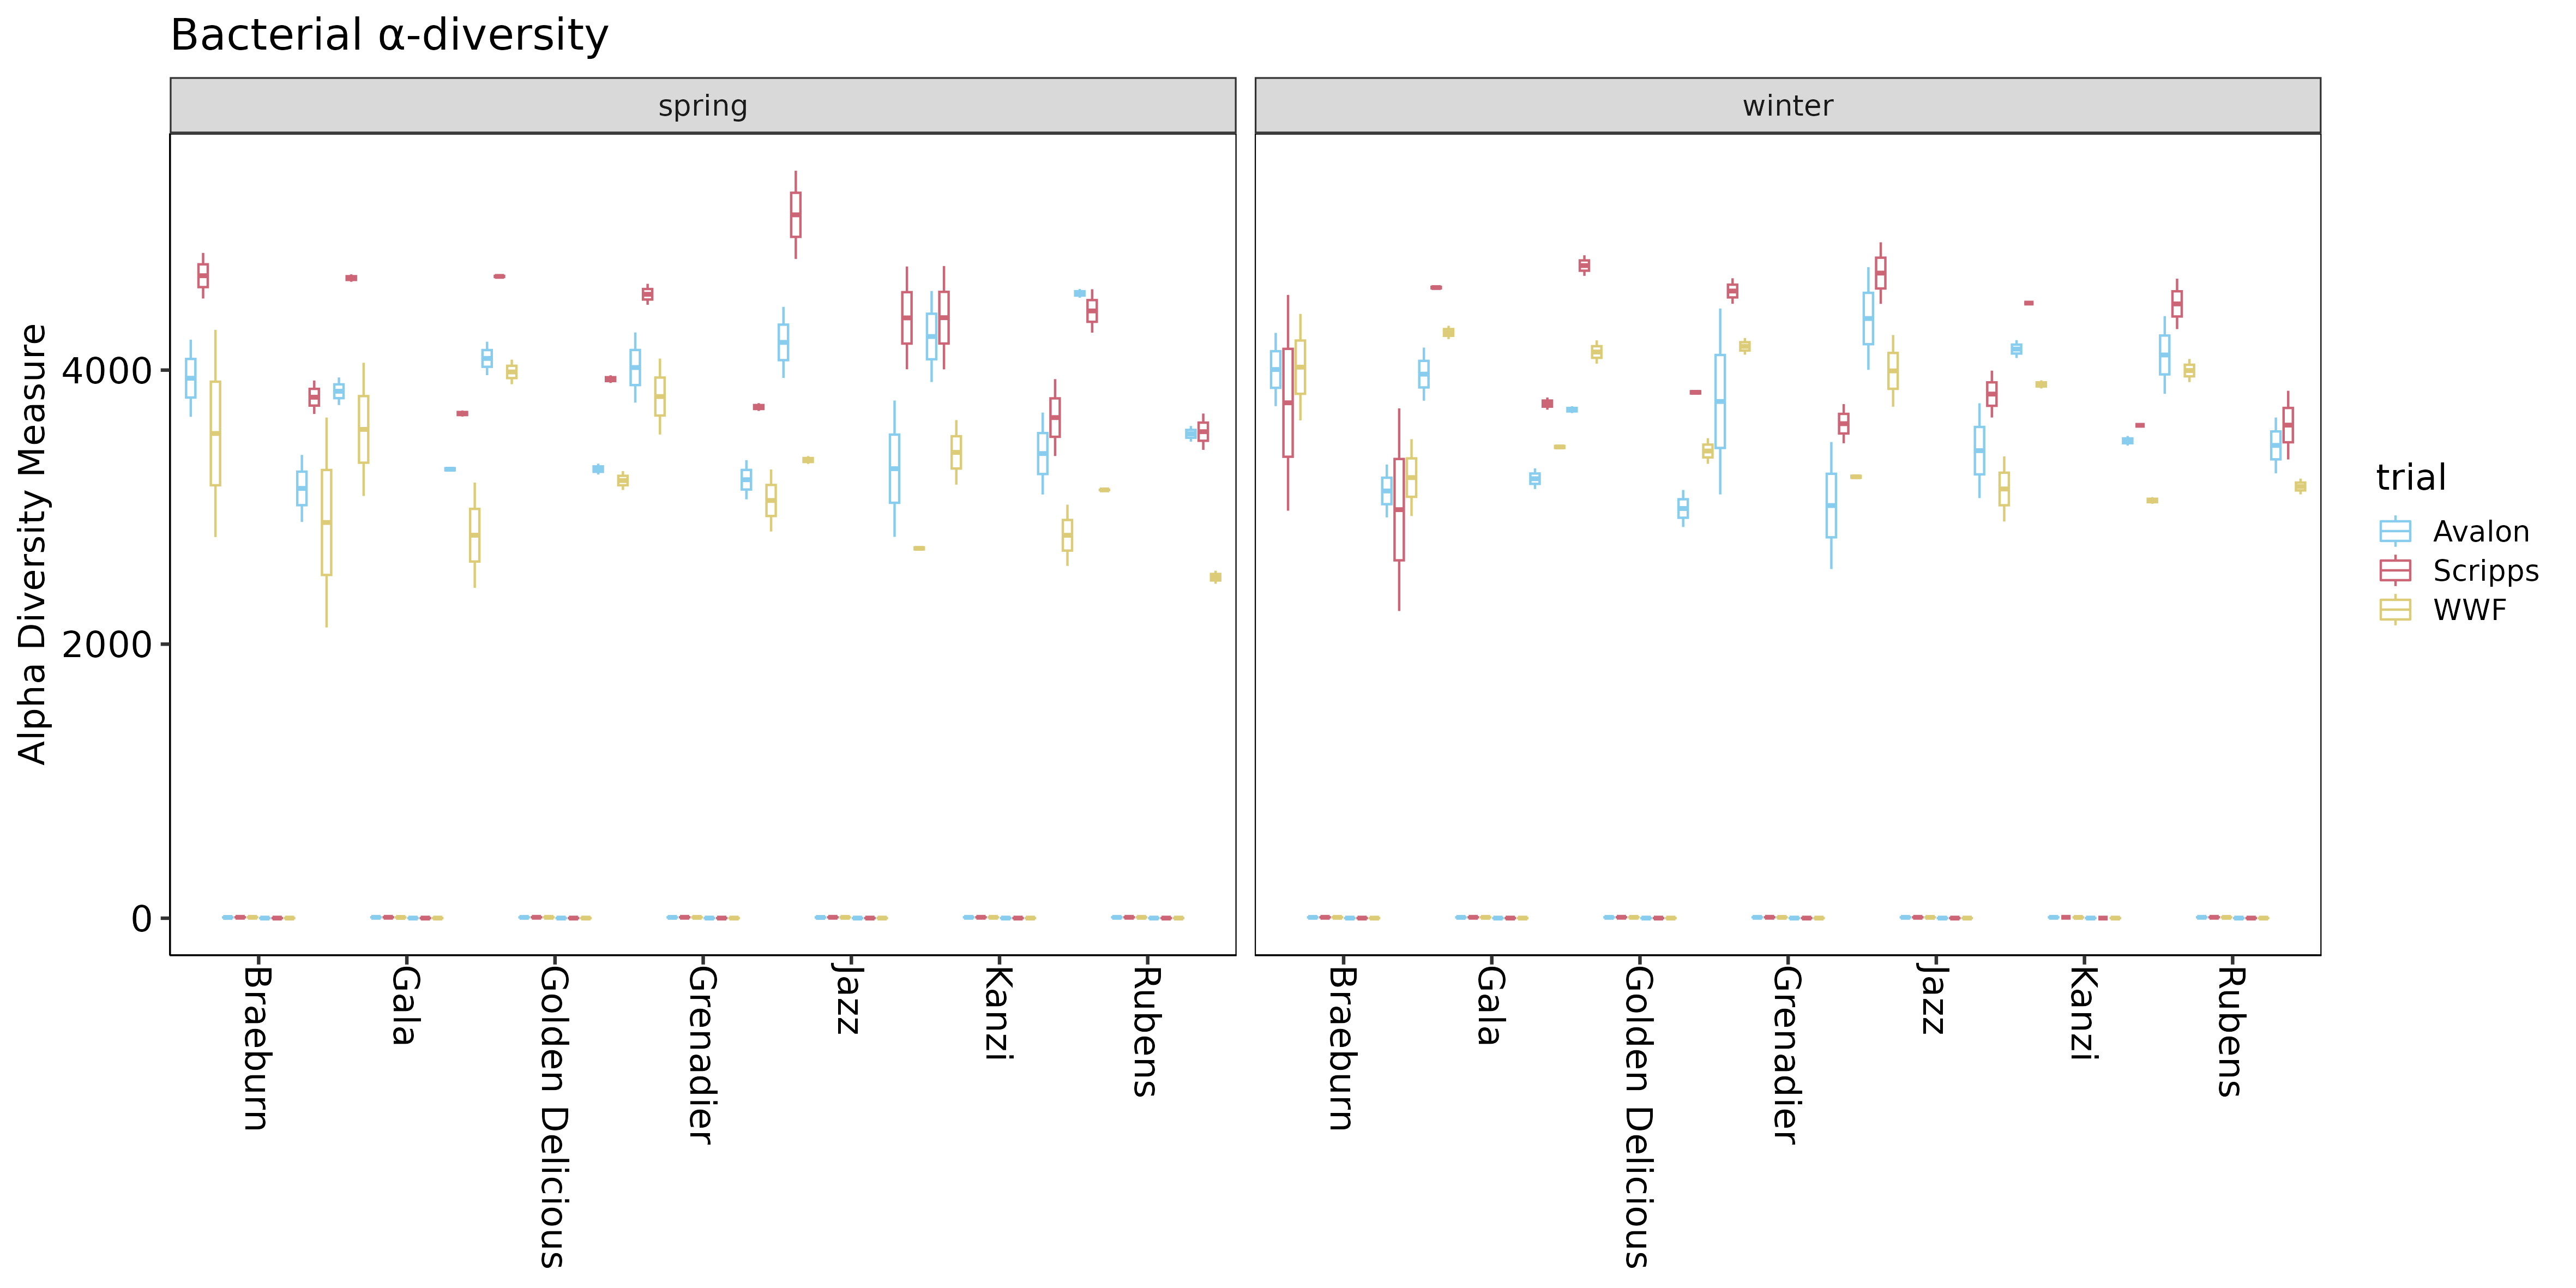 Bacterial α-diversity
spring
winter
Alpha Diversity Measure
4000
2000
0
Braeburn
Gala
Golden Delicious
Grenadier
Jazz
Kanzi
Rubens
Braeburn
Gala
Golden Delicious
Grenadier
Jazz
Kanzi
Rubens
trial
Avalon
Scripps
WWF